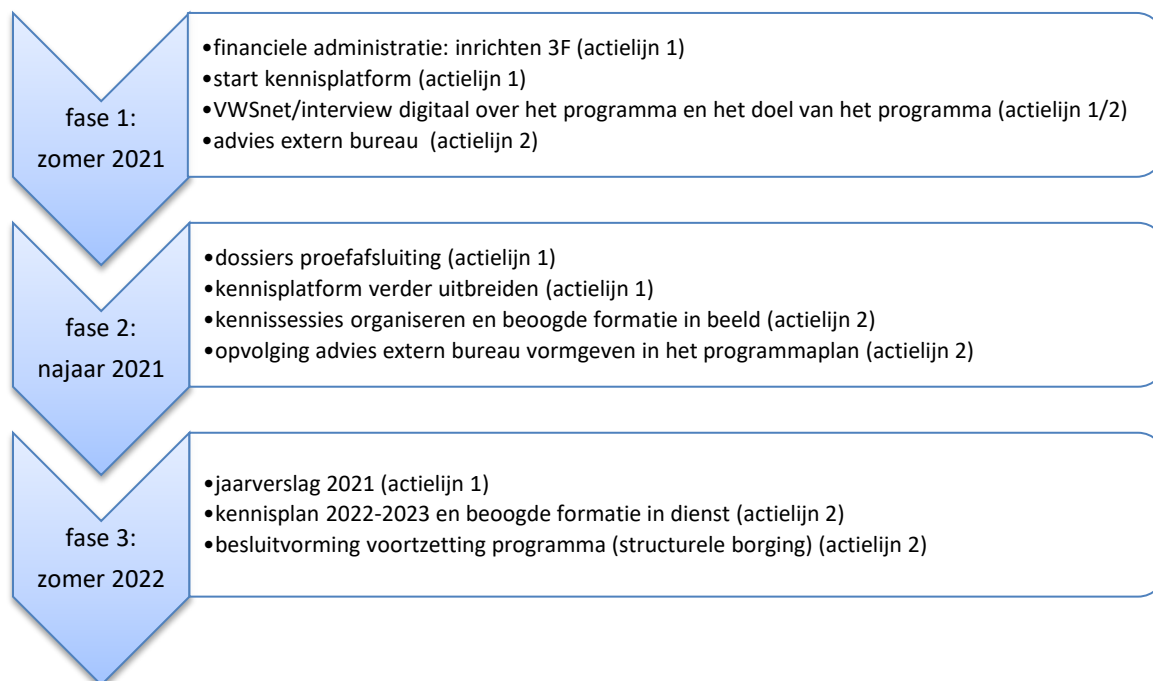 fase 1:
zomer 2021
•financiele administratie: inrichten 3F (actielijn 1)
•start kennisplatform (actielijn 1)
•VWSnet/interview digitaal over het programma en het doel van het programma (actielijn 1/2)
•advies extern bureau  (actielijn 2)
fase 2:
najaar 2021
•dossiers proefafsluiting (actielijn 1)
•kennisplatform verder uitbreiden (actielijn 1)
•kennissessies organiseren en beoogde formatie in beeld (actielijn 2)
•opvolging advies extern bureau vormgeven in het programmaplan (actielijn 2)
fase 3:
zomer 2022
•jaarverslag 2021 (actielijn 1)
•kennisplan 2022-2023 en beoogde formatie in dienst (actielijn 2)
•besluitvorming voortzetting programma (structurele borging) (actielijn 2)